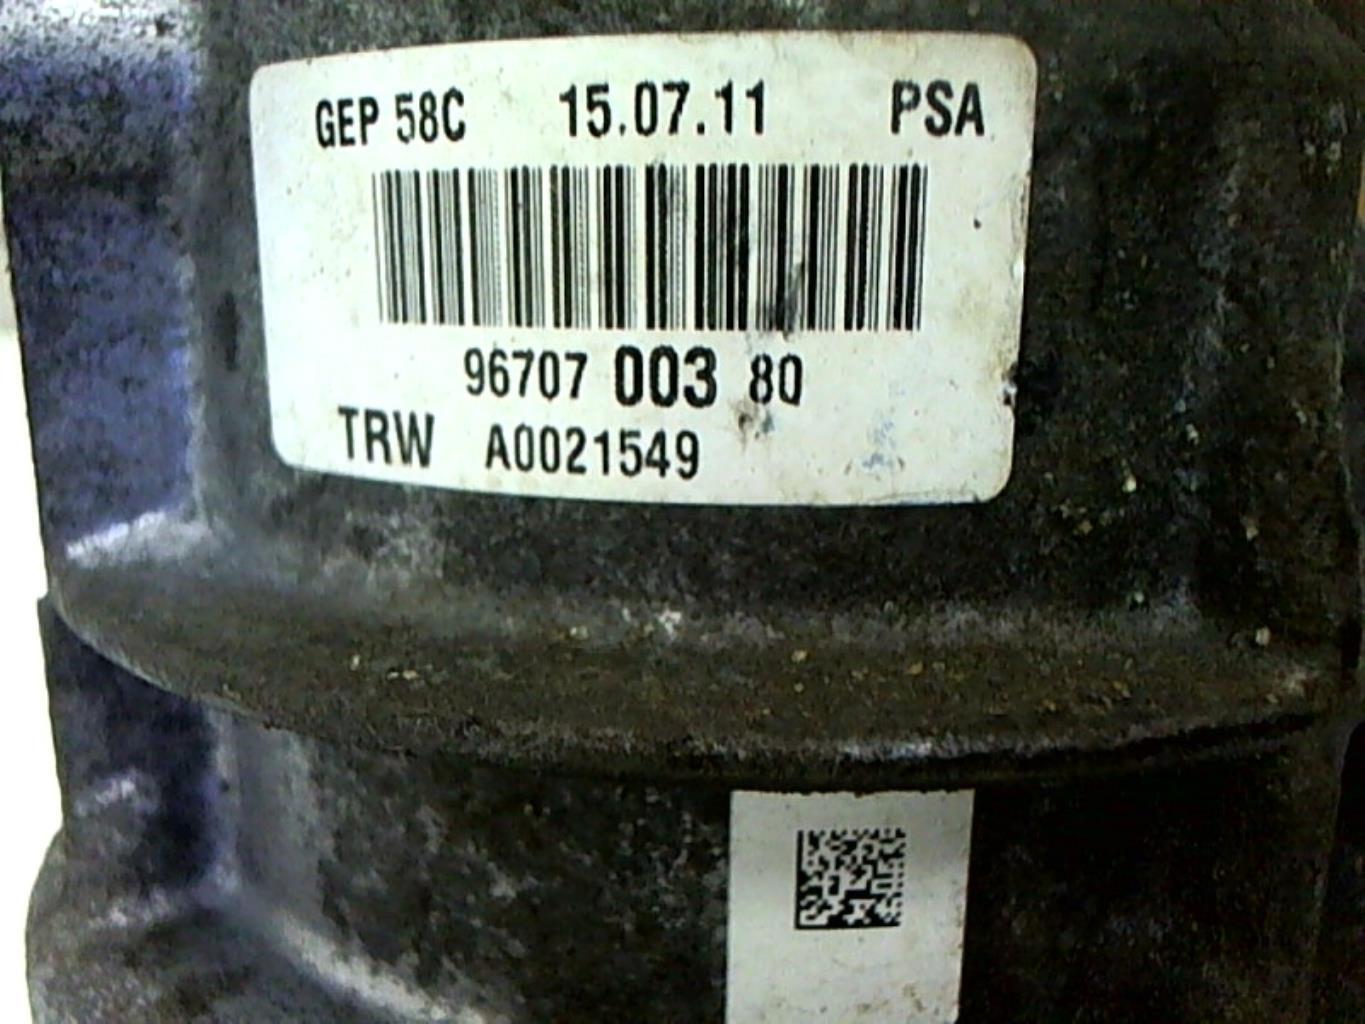 GEP 58C 15.07.11 PSA
96707 003 80
TRW A0021549